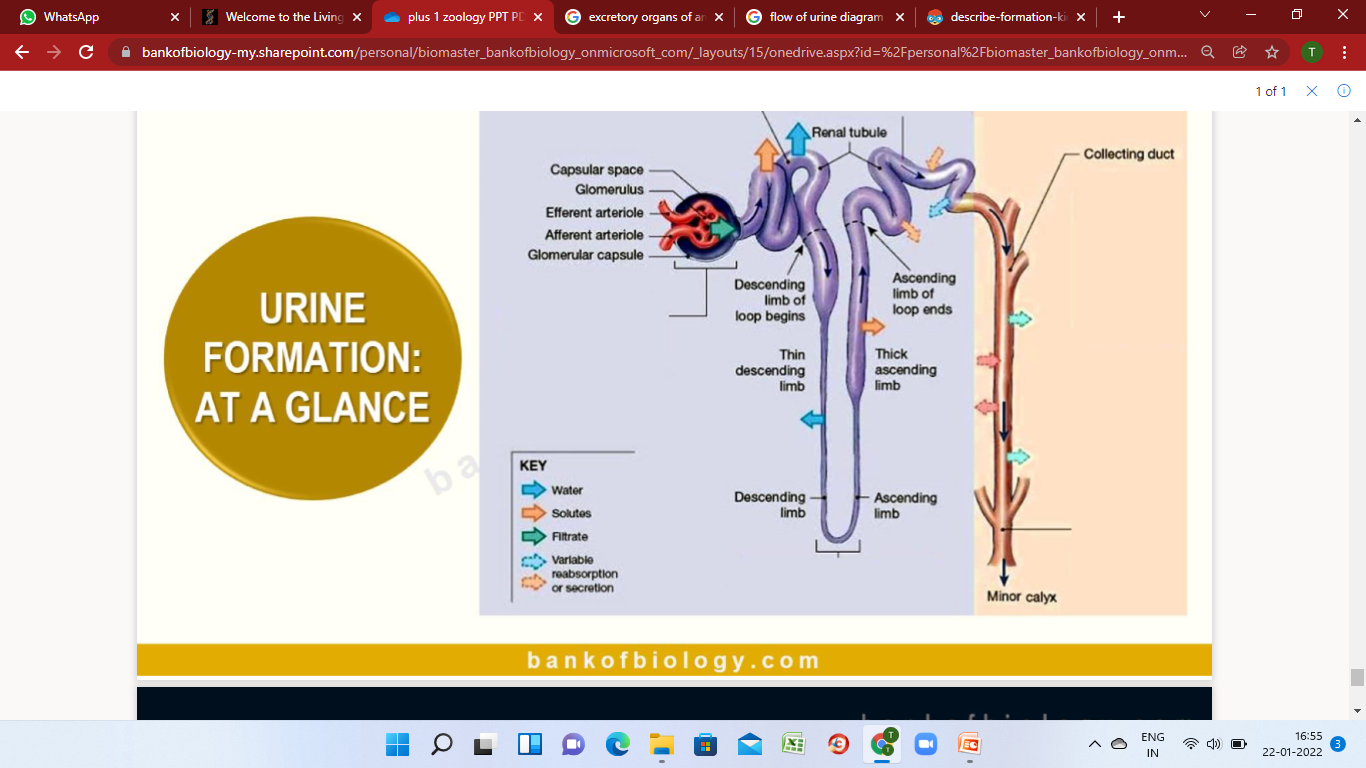 WhatsApp
Welcome to the Living
plus 1 zoology PPT PD
excretory organs of an
flow of urine diagram
describe-formation-ki
bankofbiology-my.sharepoint.com/personal/biomaster_bankofbiology_onmicrosoft_com/_layouts/15/onedrive.aspx?id=%2Fpersonal%2Fbiomaster_bankofbiology_onm...
T
1 of 1
URINE
FORMATION:
AT A GLANCE
Renal tubule
Collecting duct
Capsular space
Glomerulus
Efferent arteriole
Afferent arteriole
Glomerular capsule
Descending
limb of
loop begins
Ascending
limb of
loop ends
Thin
descending
limb
Thick
ascending
limb
Descending
limb
Ascending
limb
KEY
Water
Solutes
Filtrate
Variable
reabsorption
or secretion
Minor calyx
ba
bankofbiology.com
ENG
IN
16:55
22-01-2022
3